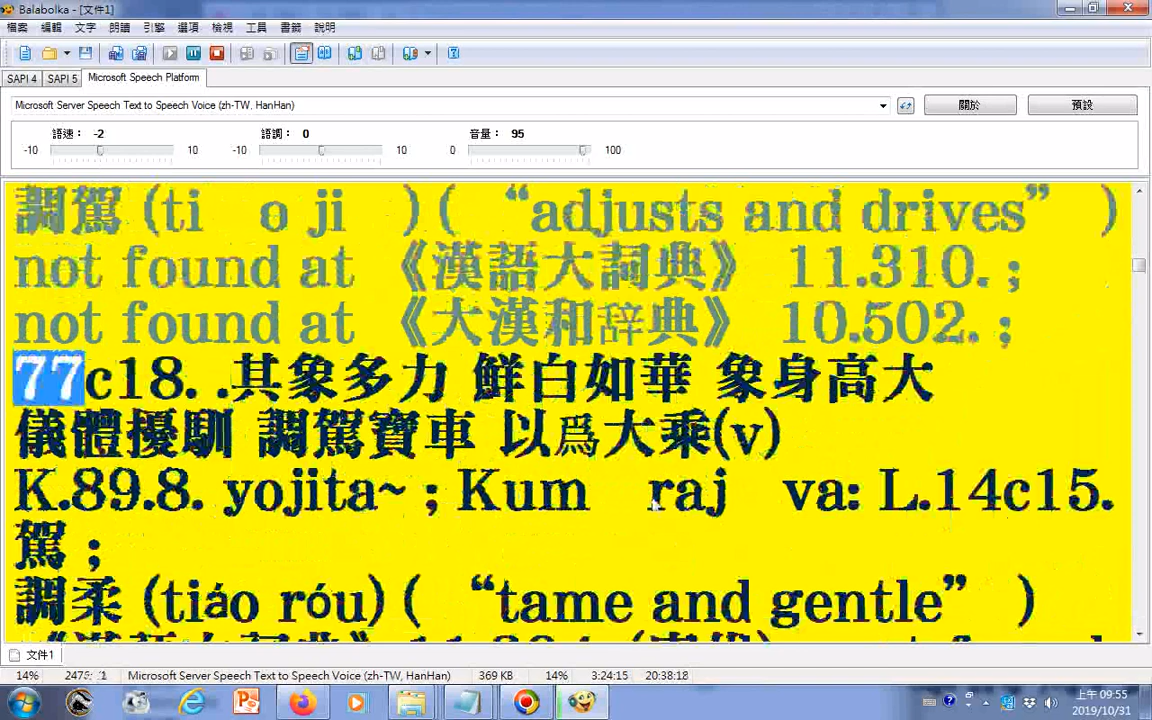 Balabolka - [文件1]
檔案 編輯 文字 朗讀 引擎 選項 檢視 工具 書籤 說明
SAPI 4 SAPI 5 Microsoft Speech Platform
Microsoft Server Speech Text to Speech Voice (zh-TW, HanHan) 關於 預設
語速： -2 語調： 0 音量： 95
-10 10 -10 10 0 100
調駕 (ti o ji )( “adjusts and drives” )
not found at 《漢語大詞典》 11.310. ;
not found at 《大漢和辞典》 10.502. ;
77c18. .其象多力 鮮白如華 象身高大
儀體擾馴 調駕寶車 以爲大乘(v)
K.89.8. yojita~ ; Kum raj va: L.14c15.
駕 ;
調柔 (tiáo róu)( “tame and gentle” )
文件1
14% Microsoft Server Speech Text to Speech Voice (zh-TW, HanHan) 369 KB 14% 3:24:15 20:38:18
上午 09:55
2019/10/31